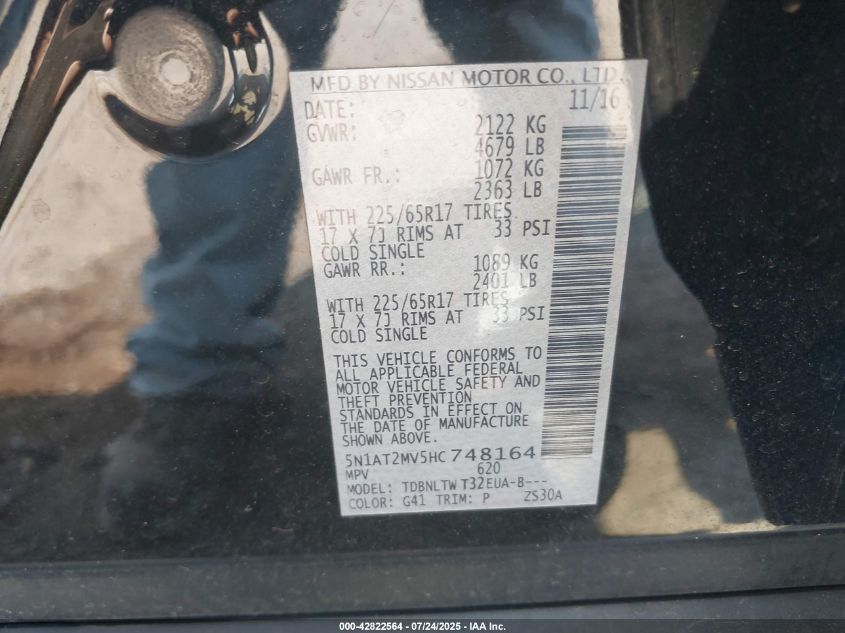 MFD BY NISSAN MOTOR CO., LTD.
DATE: 11/16
GVWR: 2122 KG
4679 LB
GAWR FR.: 1072 KG
2363 LB
WITH 225/65R17 TIRES
17 X 7J RIMS AT 33 PSI
COLD SINGLE
GAWR RR.: 1089 KG
2401 LB
WITH 225/65R17 TIRES
17 X 7J RIMS AT 33 PSI
COLD SINGLE
THIS VEHICLE CONFORMS TO
ALL APPLICABLE FEDERAL
MOTOR VEHICLE SAFETY AND
THEFT PREVENTION
STANDARDS IN EFFECT ON
THE DATE OF MANUFACTURE
SHOWN ABOVE.
5N1AT2MV5HC 748164
MPV 620
MODEL: TDBNLTW T32EUA-B---
COLOR: G41 TRIM: P ZS30A
000-42822564 - 07/24/2025 - IAA Inc.